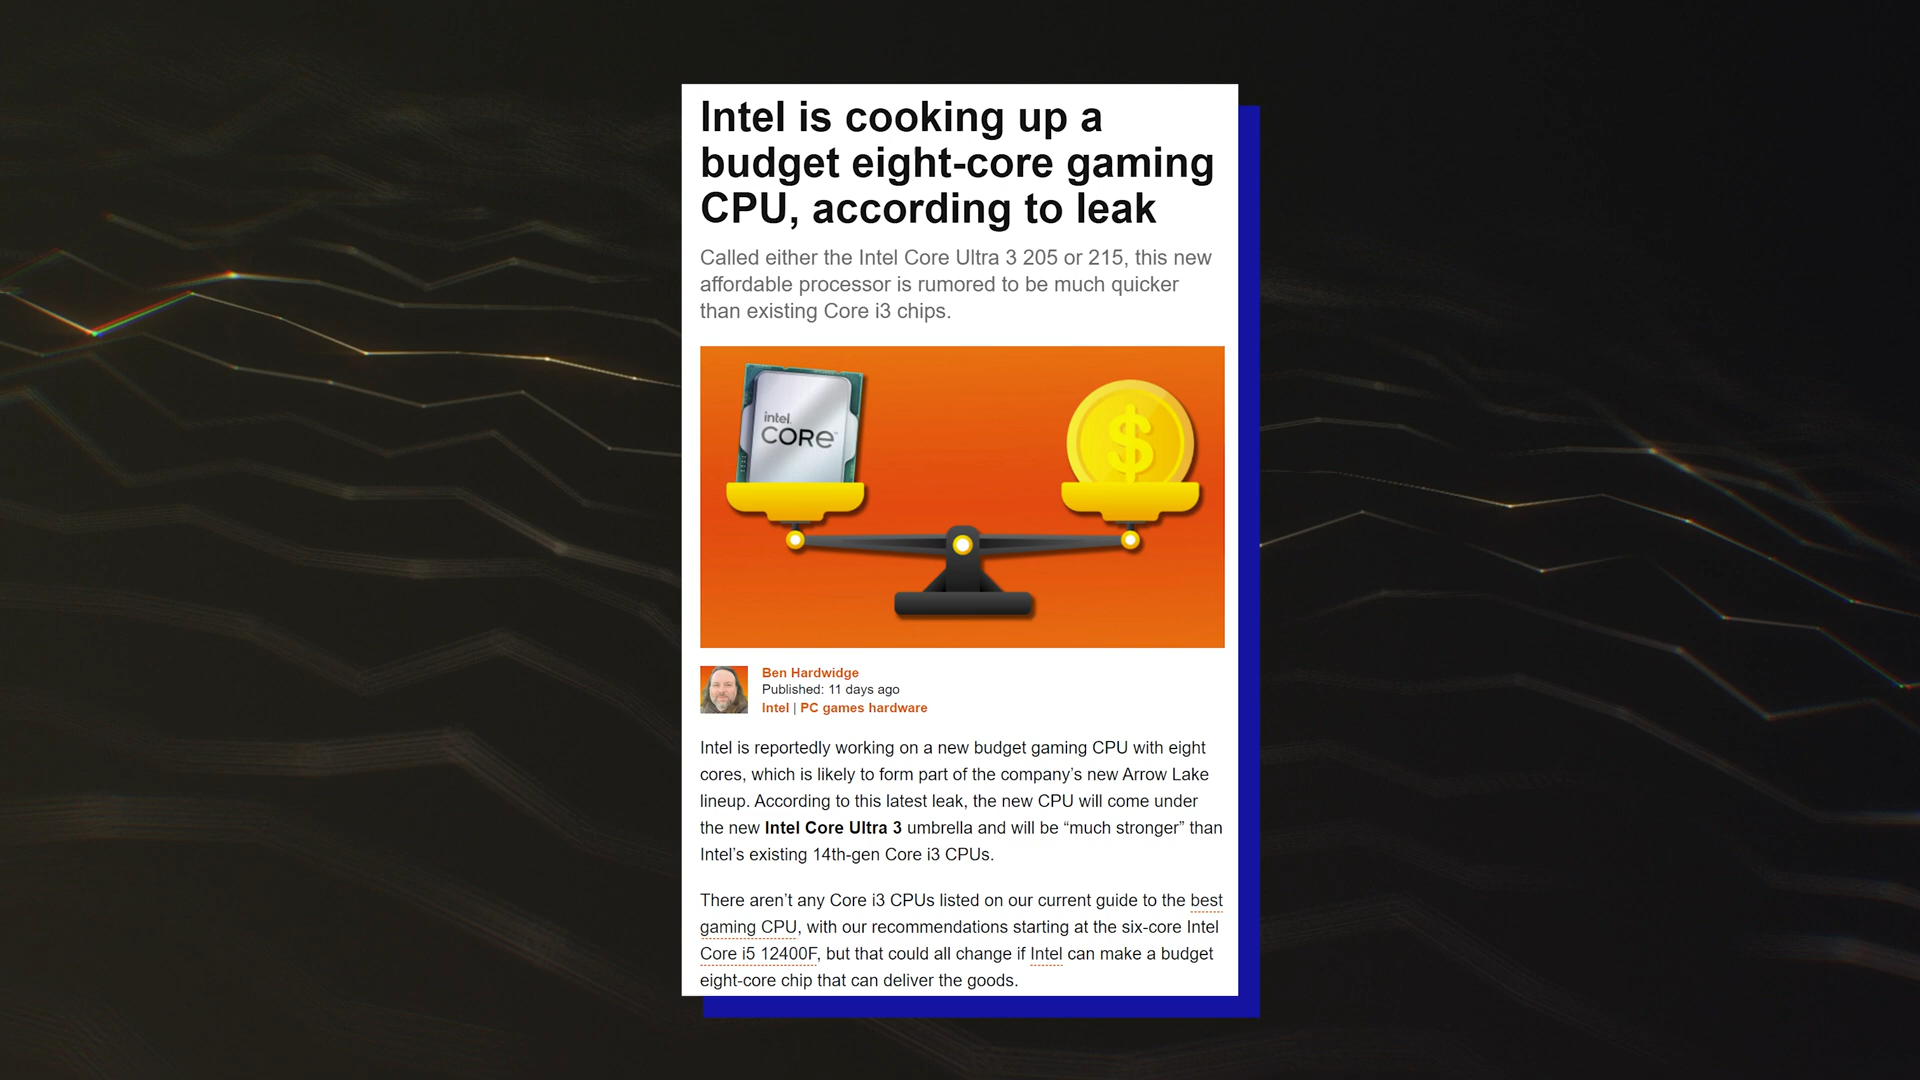 Intel is cooking up a
budget eight-core gaming
CPU, according to leak
Called either the Intel Core Ultra 3 205 or 215, this new
affordable processor is rumored to be much quicker
than existing Core i3 chips.
intel.
CORE™
$
Ben Hardwidge
Published: 11 days ago
Intel | PC games hardware
Intel is reportedly working on a new budget gaming CPU with eight
cores, which is likely to form part of the company’s new Arrow Lake
lineup. According to this latest leak, the new CPU will come under
the new Intel Core Ultra 3 umbrella and will be “much stronger” than
Intel’s existing 14th-gen Core i3 CPUs.
There aren’t any Core i3 CPUs listed on our current guide to the best
gaming CPU, with our recommendations starting at the six-core Intel
Core i5 12400F, but that could all change if Intel can make a budget
eight-core chip that can deliver the goods.